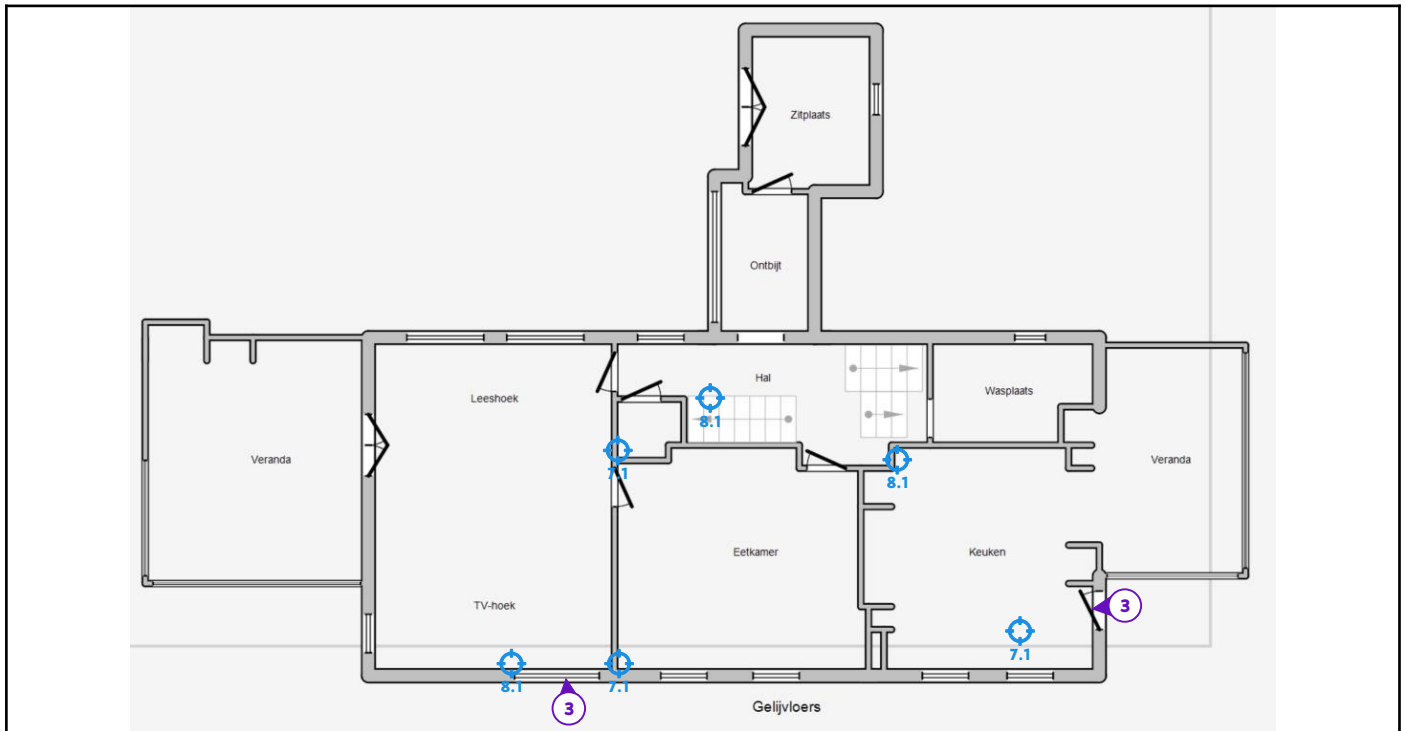 Zitplaats
Ontbijt
Hal
Leeshoek
Wasplaats
8.1
Veranda
7.1
8.1
Veranda
Eetkamer
Keuken
TV-hoek
3
7.1
8.1
7.1
3
Gelijvloers